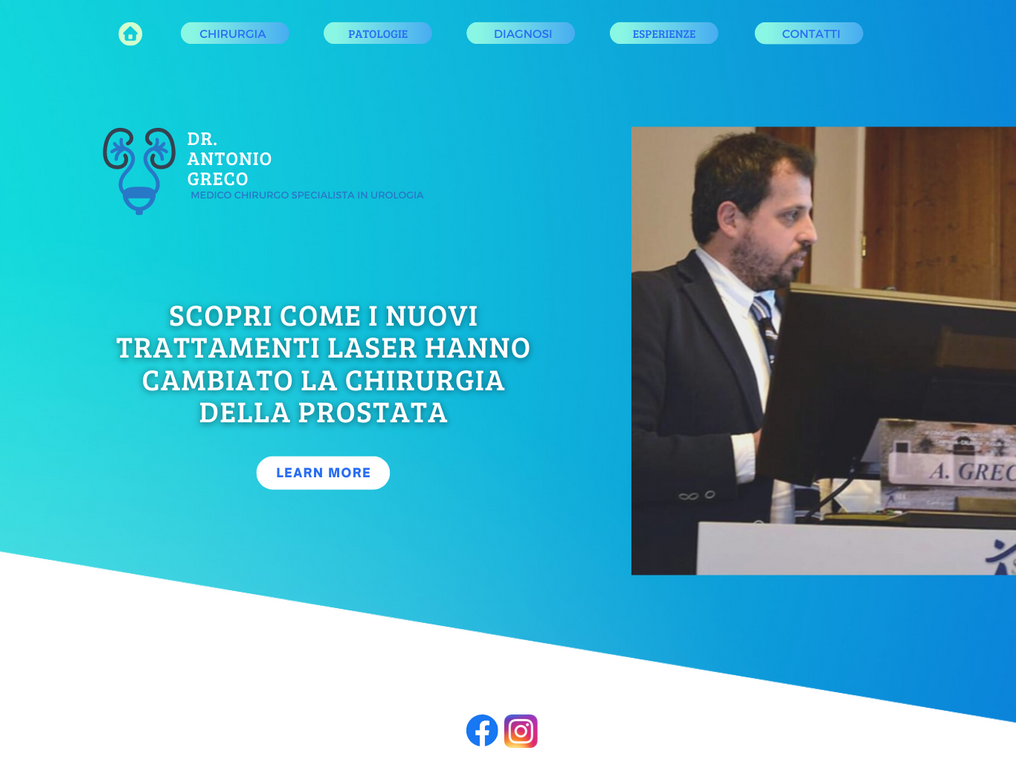 CHIRURGIA
PATOLOGIE
DIAGNOSI
ESPERIENZE
CONTATTI
DR.
ANTONIO
GRECO
MEDICO CHIRURGO SPECIALISTA IN UROLOGIA
SCOPRI COME I NUOVI
TRATTAMENTI LASER HANNO
CAMBIATO LA CHIRURGIA
DELLA PROSTATA
LEARN MORE
A. GREC